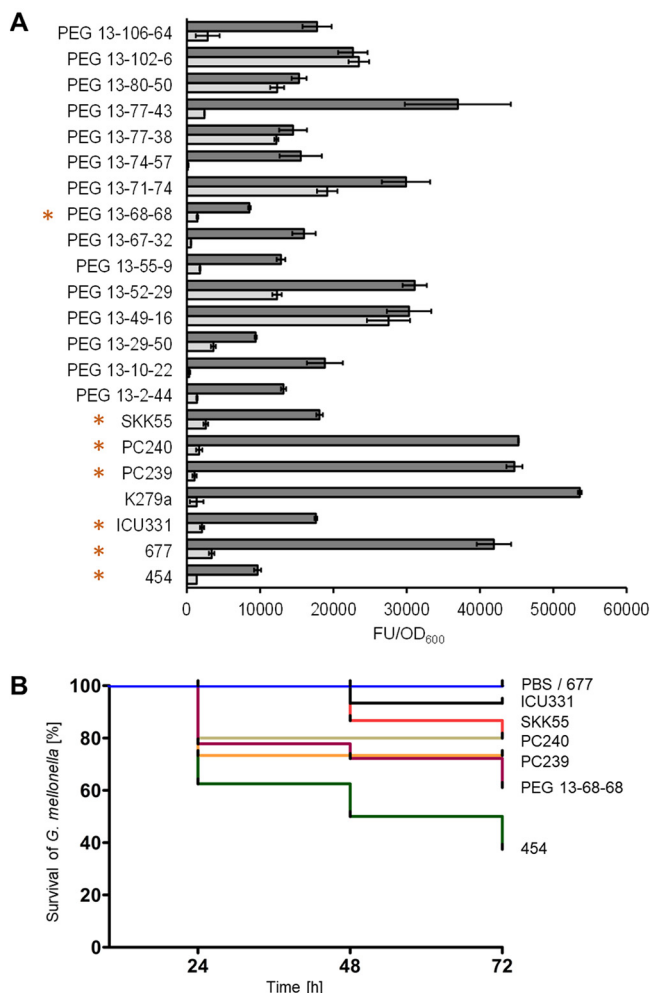 A
PEG 13-106-64
PEG 13-102-6
PEG 13-80-50
PEG 13-77-43
PEG 13-77-38
PEG 13-74-57
PEG 13-71-74
* PEG 13-68-68
PEG 13-67-32
PEG 13-55-9
PEG 13-52-29
PEG 13-49-16
PEG 13-29-50
PEG 13-10-22
PEG 13-2-44
* SKK55
* PC240
* PC239
K279a
* ICU331
* 677
* 454
0 10000 20000 30000 40000 50000 60000
FU/OD600
B
Survival of G. mellonella [%]
100
80
60
40
20
0
PBS / 677
ICU331
SKK55
PC240
PC239
PEG 13-68-68
454
24 48 72
Time [h]